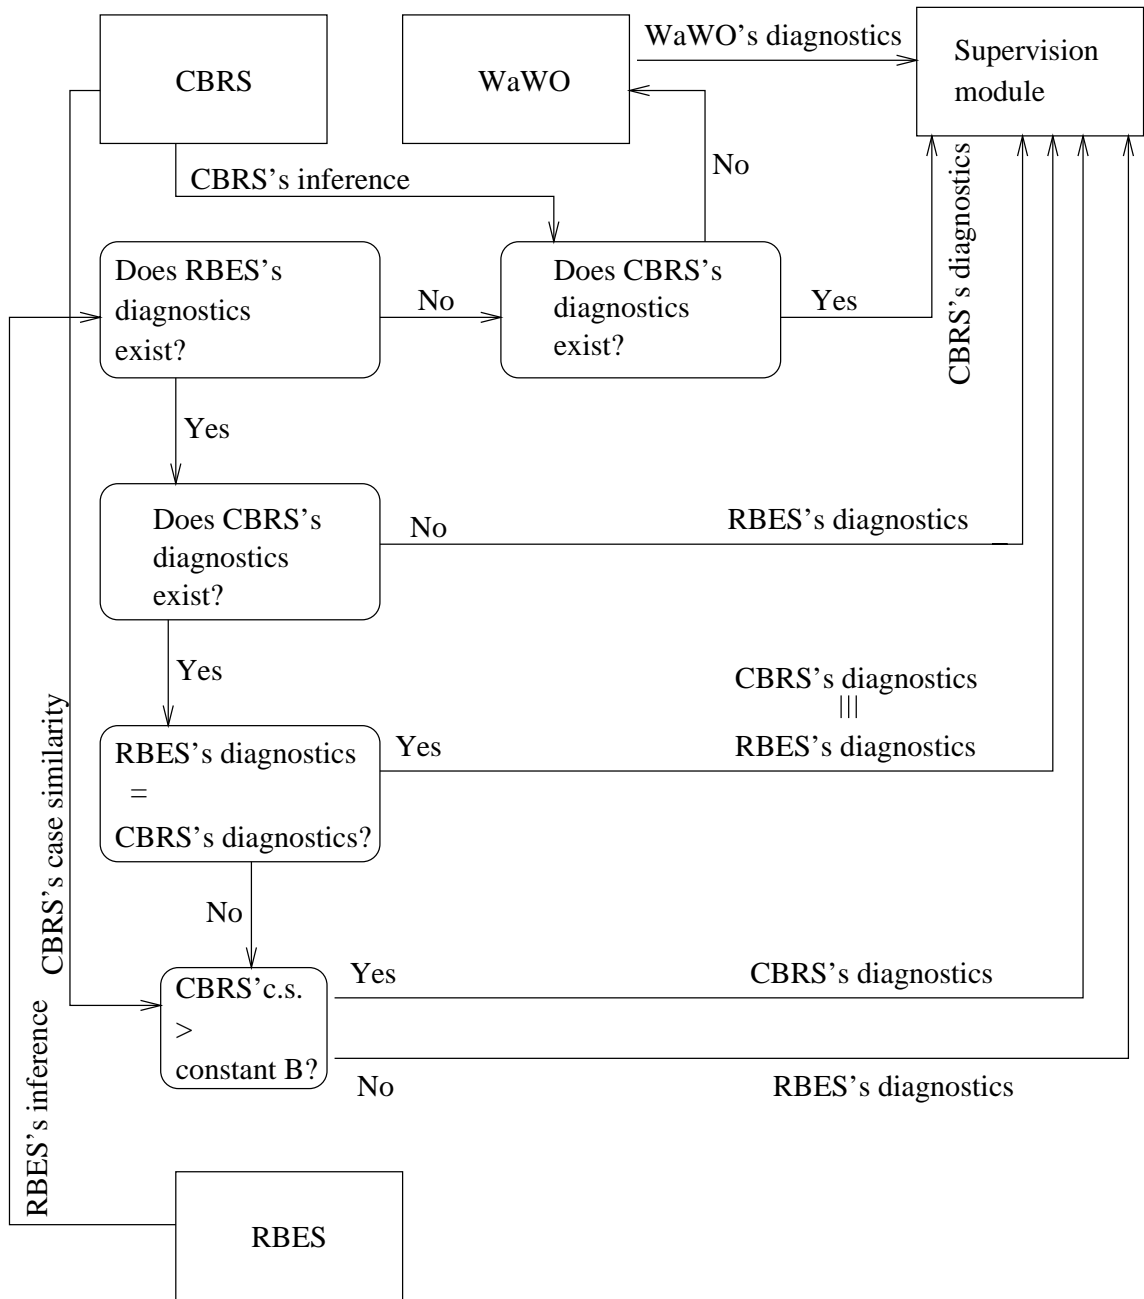 CBRS
WaWO
WaWO's diagnostics
Supervision
module
CBRS's inference
No
CBRS's diagnostics
Does RBES's
diagnostics
exist?
No
Does CBRS's
diagnostics
exist?
Yes
Yes
Does CBRS's
diagnostics
exist?
No
RBES's diagnostics
Yes
CBRS's diagnostics
|||
RBES's diagnostics
RBES's diagnostics
=
CBRS's diagnostics?
Yes
CBRS's case similarity
No
CBRS'c.s.
>
constant B?
Yes
CBRS's diagnostics
No
RBES's diagnostics
RBES's inference
RBES